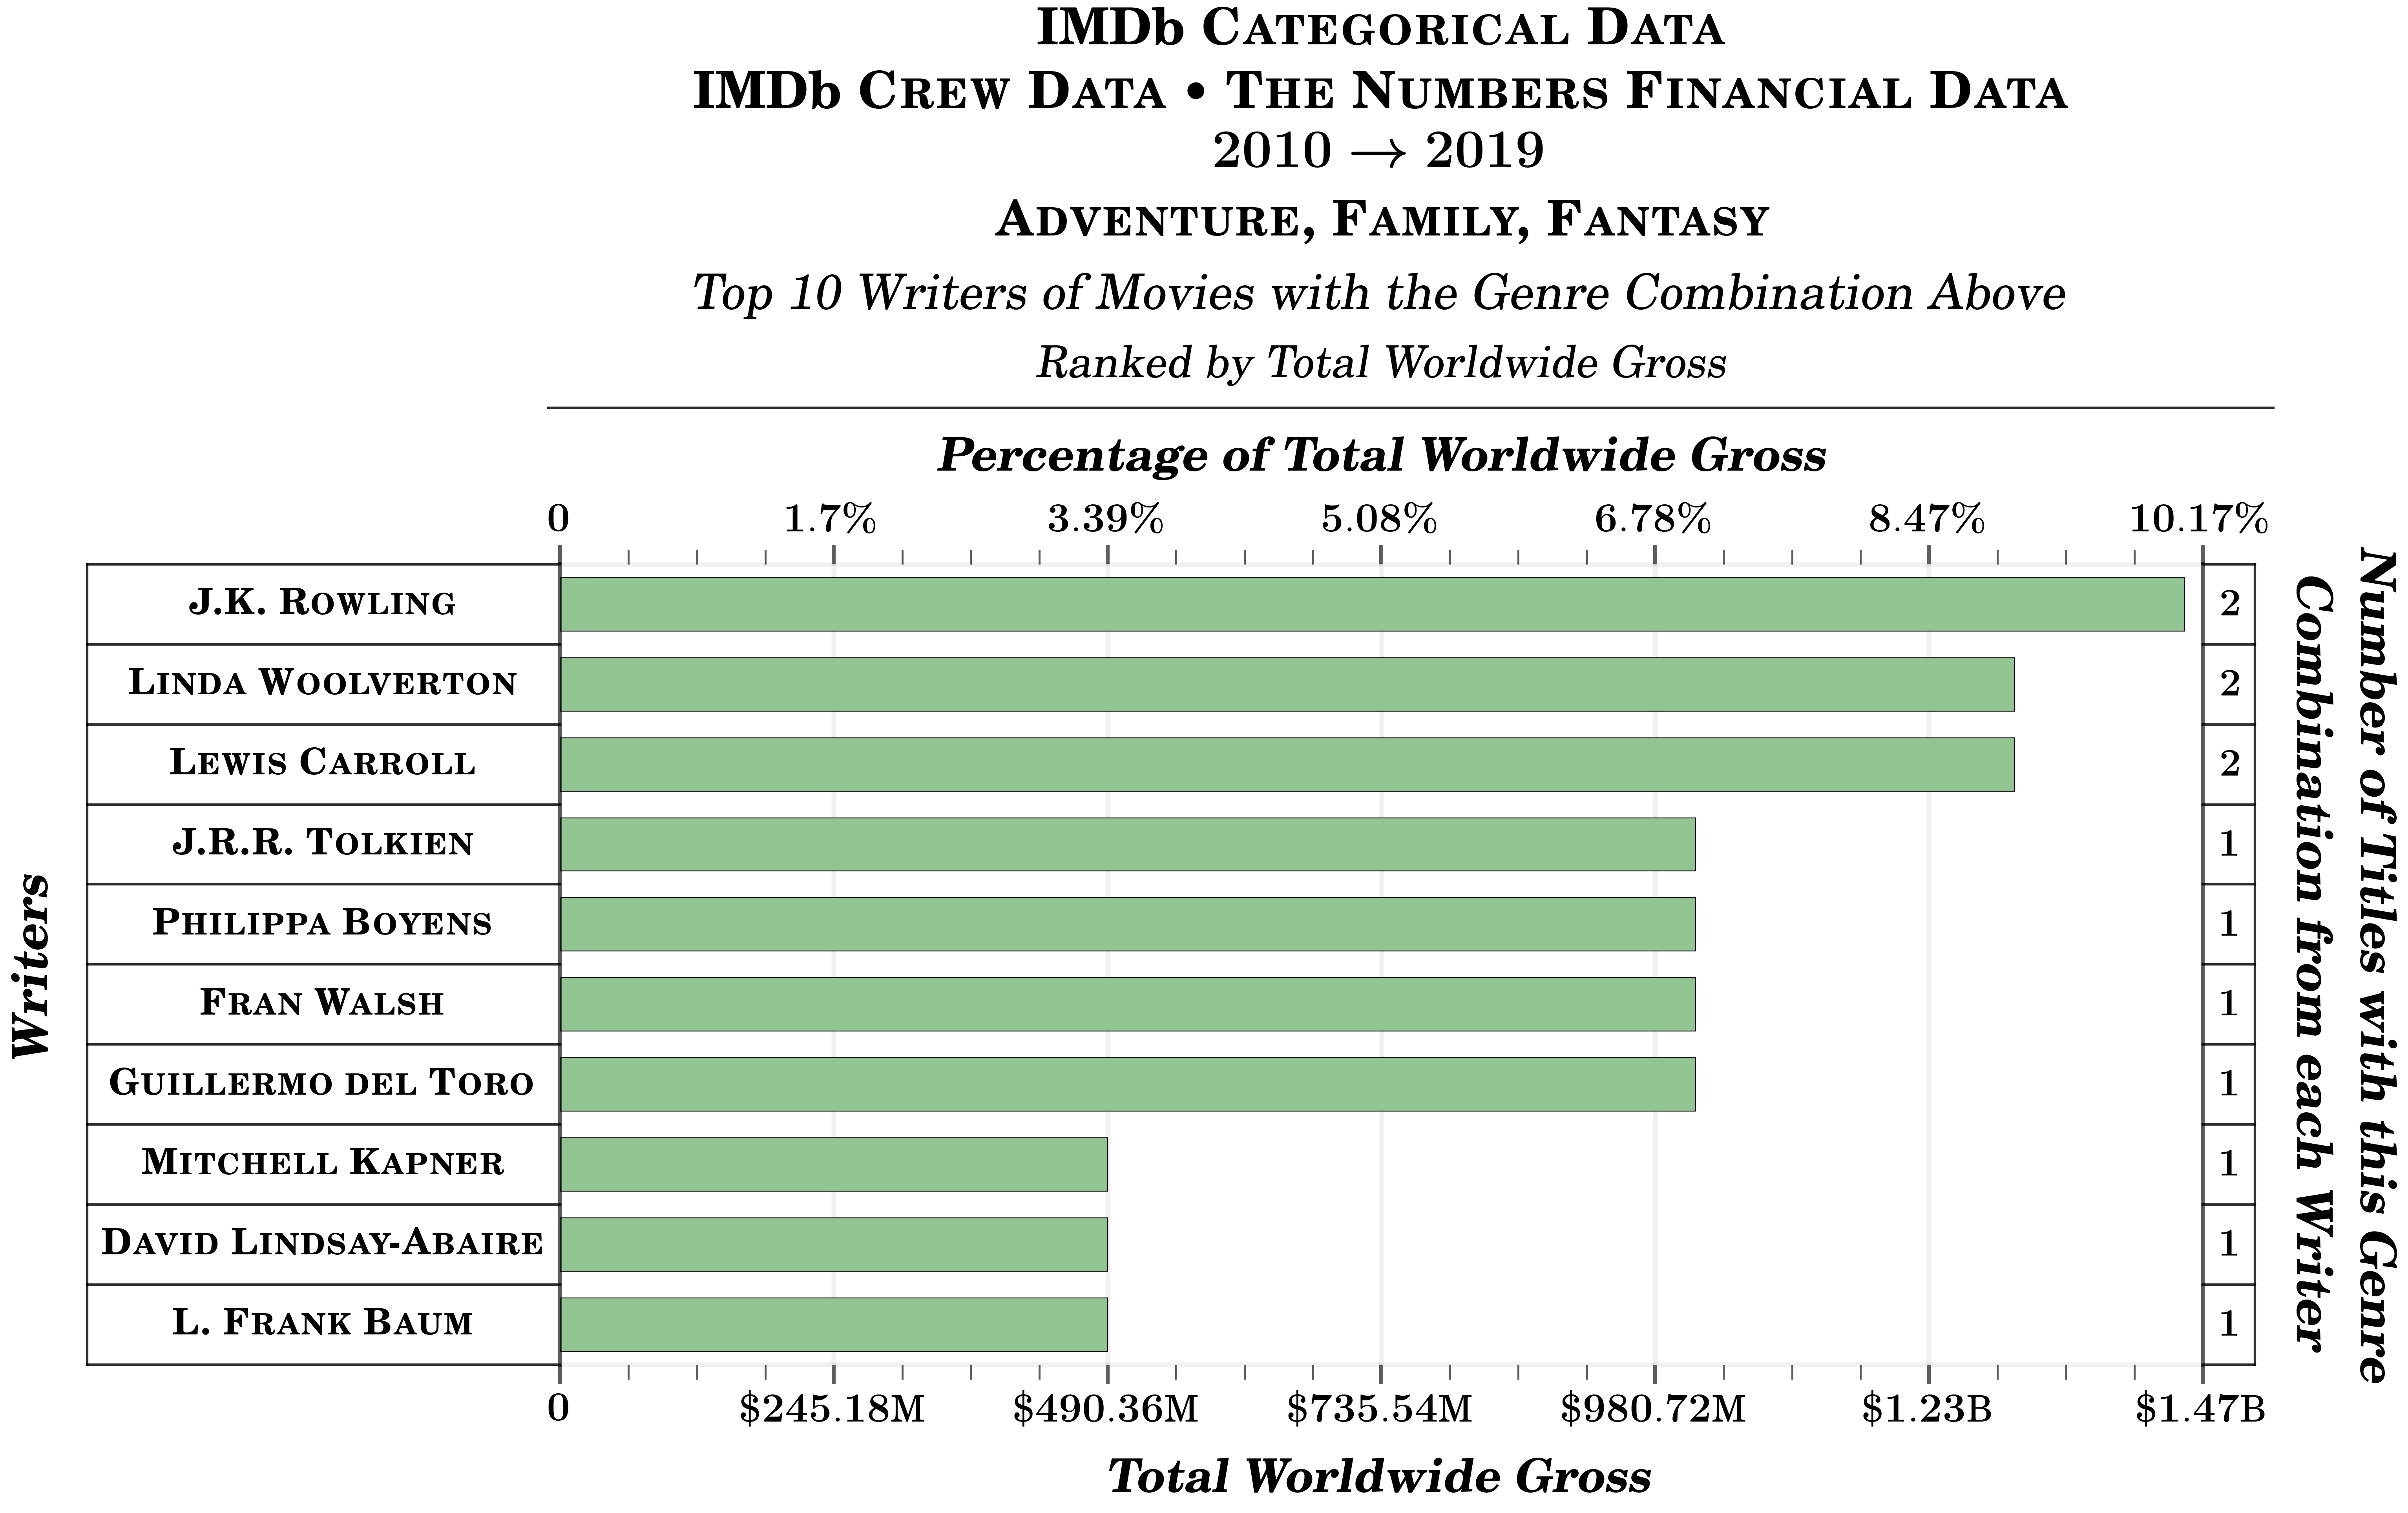 IMDb Categorical Data
IMDb Crew Data • The Numbers Financial Data
2010 → 2019
Adventure, Family, Fantasy
Top 10 Writers of Movies with the Genre Combination Above
Ranked by Total Worldwide Gross
Percentage of Total Worldwide Gross
0 1.7% 3.39% 5.08% 6.78% 8.47% 10.17%
Writers
J.K. Rowling 2
Linda Woolverton 2
Lewis Carroll 2
J.R.R. Tolkien 1
Philippa Boyens 1
Fran Walsh 1
Guillermo del Toro 1
Mitchell Kapner 1
David Lindsay-Abaire 1
L. Frank Baum 1
Number of Titles with this Genre
Combination from each Writer
0 $245.18M $490.36M $735.54M $980.72M $1.23B $1.47B
Total Worldwide Gross